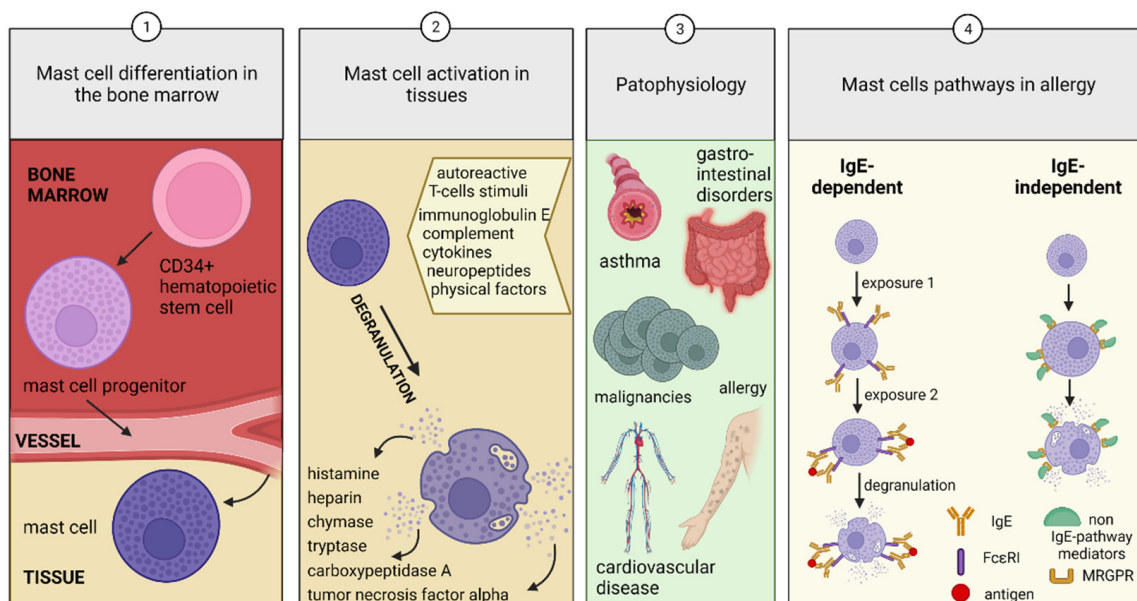 1
Mast cell differentiation in
the bone marrow
BONE
MARROW
CD34+
hematopoietic
stem cell
mast cell progenitor
VESSEL
mast cell
TISSUE
2
Mast cell activation in
tissues
autoreactive
T-cells stimuli
immunoglobulin E
complement
cytokines
neuropeptides
physical factors
DEGRANULATION
histamine
heparin
chymase
tryptase
carboxypeptidase A
tumor necrosis factor alpha
3
Patophysiology
gastro-
intestinal
disorders
asthma
malignancies
allergy
cardiovascular
disease
4
Mast cells pathways in allergy
IgE-
dependent
IgE-
independent
exposure 1
exposure 2
degranulation
IgE
FcεRI
antigen
non
IgE-pathway
mediators
MRGPR